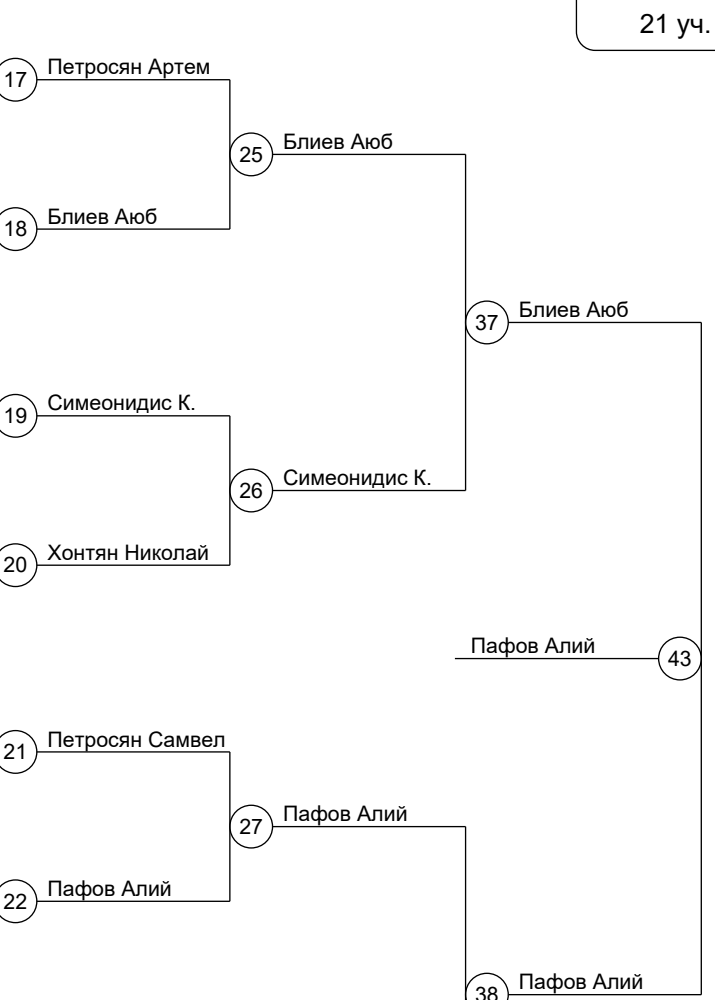 21 уч.
17 Петросян Артем
25 Блиев Аюб
18 Блиев Аюб
37 Блиев Аюб
19 Симеонидис К.
26 Симеонидис К.
20 Хонтян Николай
Пафов Алий 43
21 Петросян Самвел
27 Пафов Алий
22 Пафов Алий
38 Пафов Алий